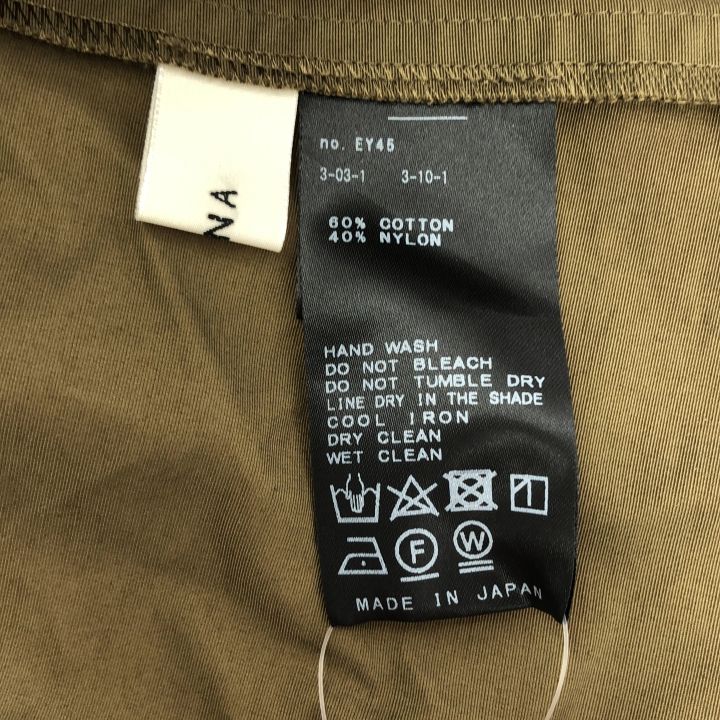 NA
no. EY45
3-03-1 3-10-1
60% COTTON
40% NYLON
HAND WASH
DO NOT BLEACH
DO NOT TUMBLE DRY
LINE DRY IN THE SHADE
COOL IRON
DRY CLEAN
WET CLEAN
F W
MADE IN JAPAN